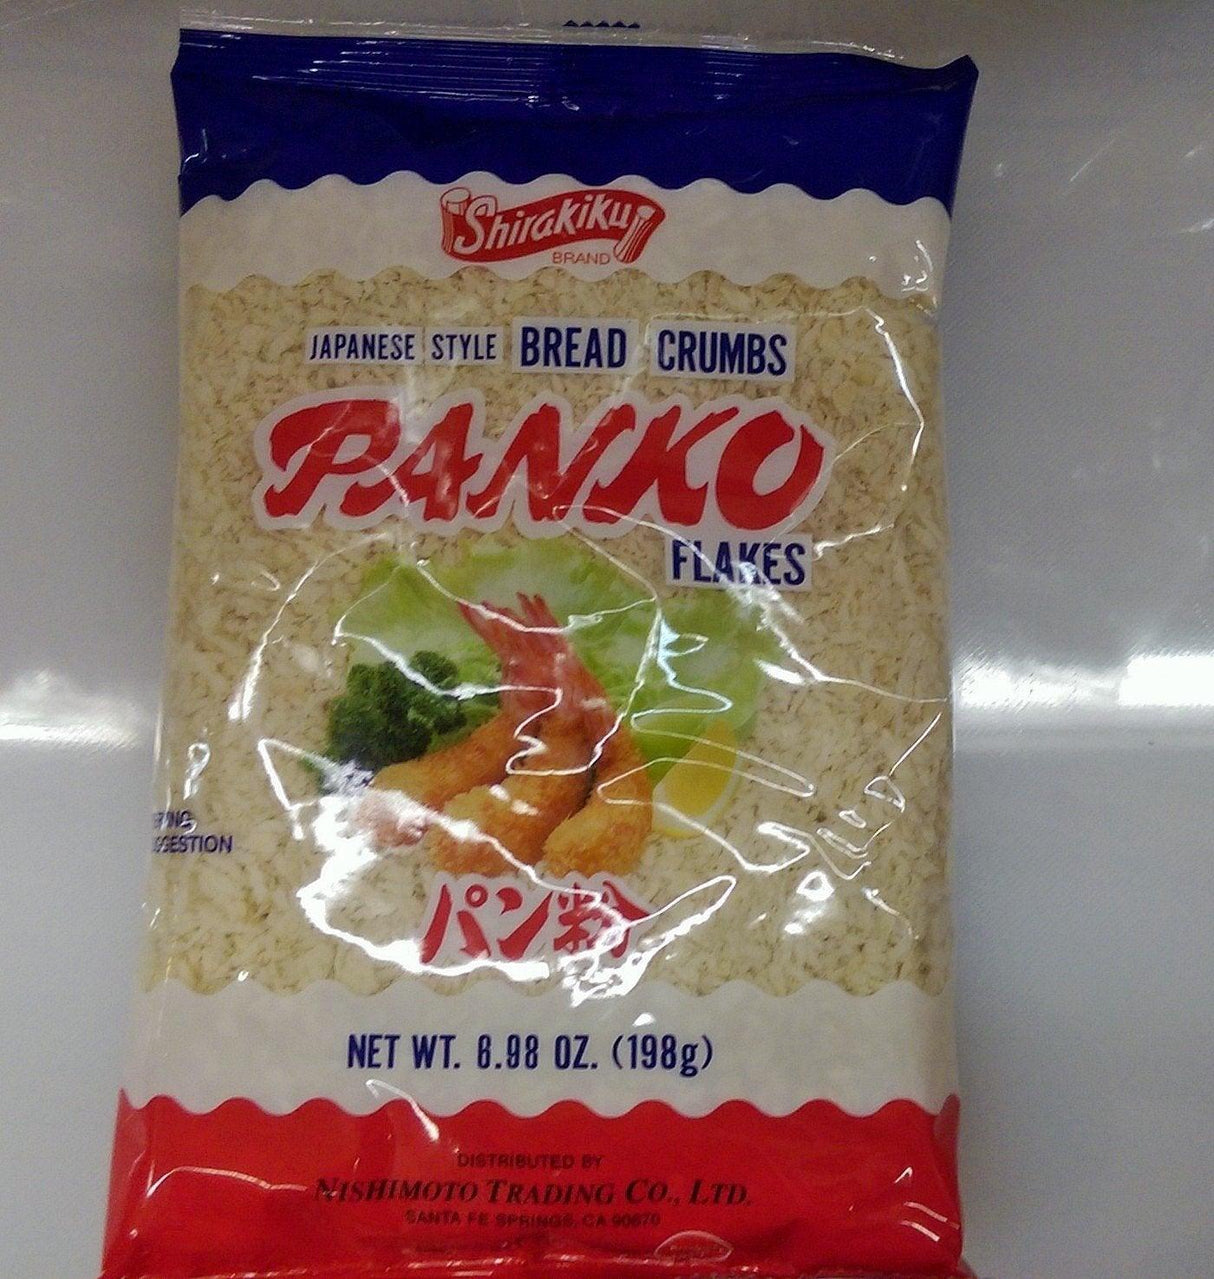 Shirakiku
BRAND
JAPANESE STYLE BREAD CRUMBS
PANKO
FLAKES
パン粉
NET WT. 6.98 OZ. (198g)
DISTRIBUTED BY
NISHIMOTO TRADING CO., LTD.
SANTA FE SPRINGS, CA 90670